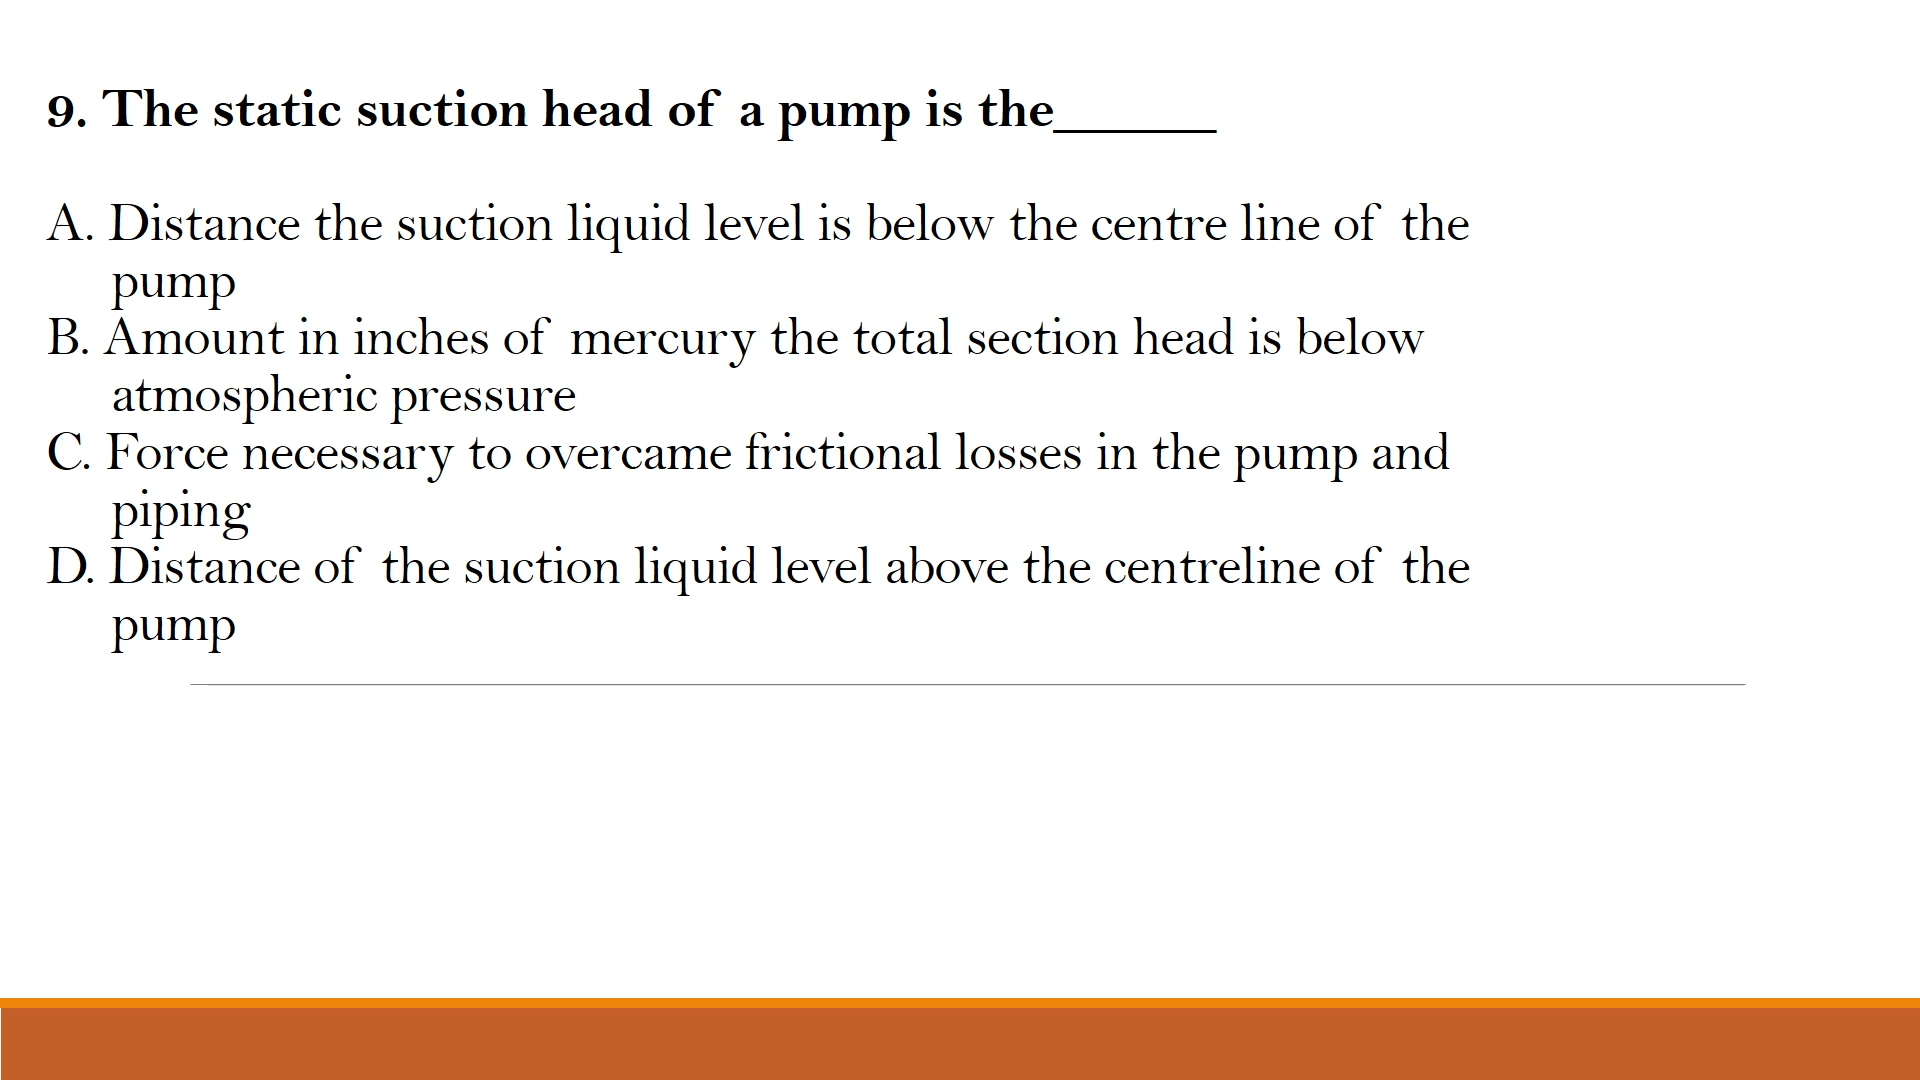 9. The static suction head of a pump is the______
A. Distance the suction liquid level is below the centre line of the
pump
B. Amount in inches of mercury the total section head is below
atmospheric pressure
C. Force necessary to overcame frictional losses in the pump and
piping
D. Distance of the suction liquid level above the centreline of the
pump